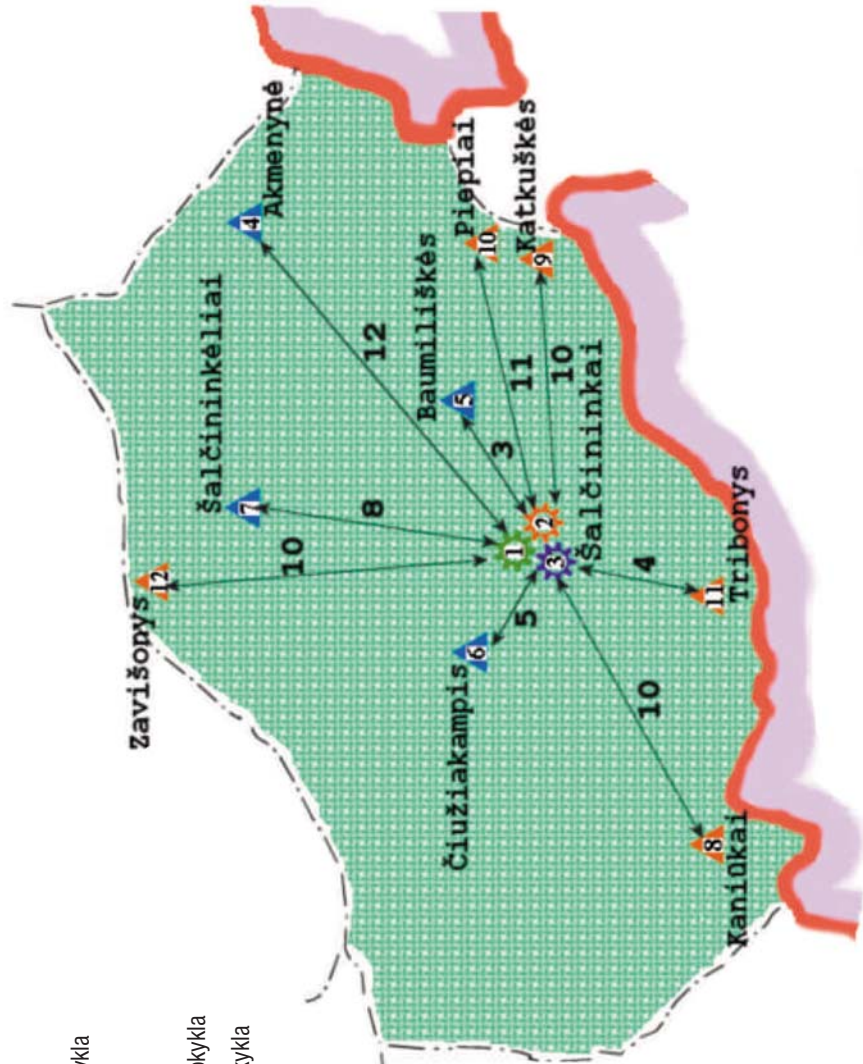 Zavišonys
12
10
Šalčininkėliai
7
8
Akmenynė
4
12
Čiužiakampis
6
5
Baumiliškės
5
3
Piepiai
10
11
Katkuškės
9
10
1
2
3
Šalčininkai
4
11
Tribonys
10
8
Kaniūkai